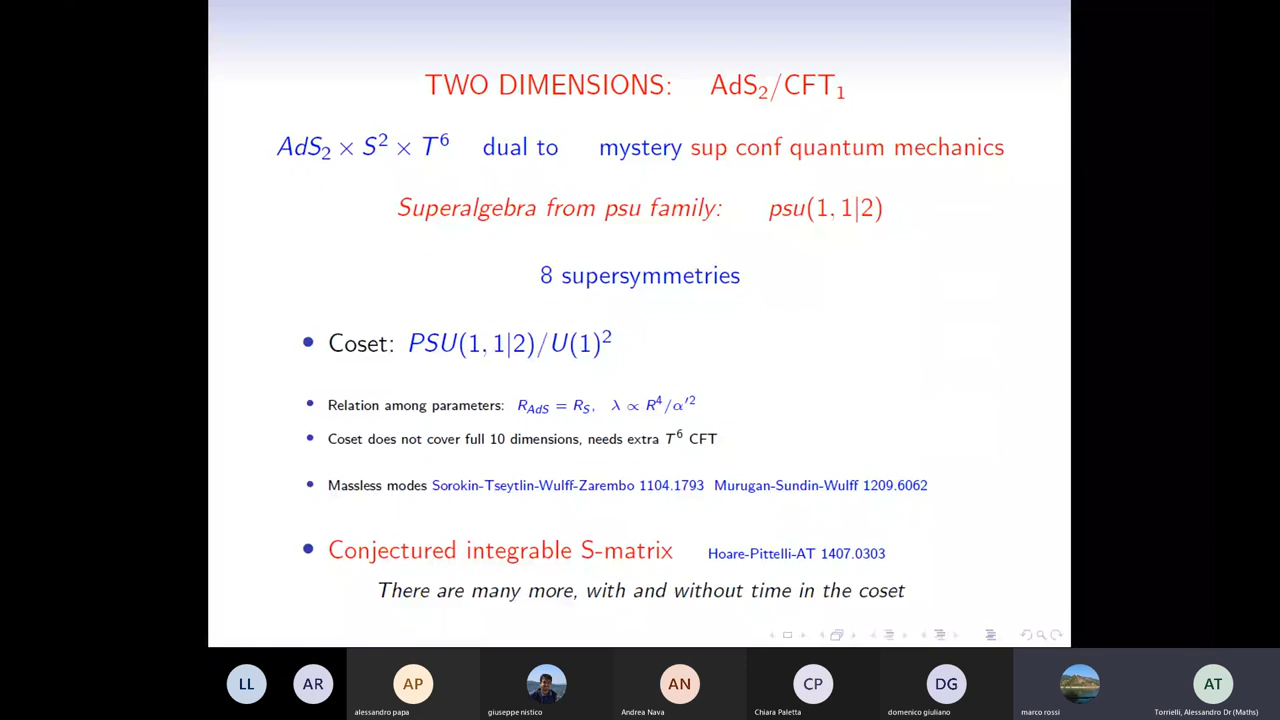 TWO DIMENSIONS: AdS₂/CFT₁
AdS₂ × S² × T⁶ dual to mystery sup conf quantum mechanics
Superalgebra from psu family: psu(1, 1|2)
8 supersymmetries
• Coset: PSU(1, 1|2)/U(1)²
• Relation among parameters: R_AdS = R_S, λ ∝ R⁴/α′²
• Coset does not cover full 10 dimensions, needs extra T⁶ CFT
• Massless modes Sorokin-Tseytlin-Wulff-Zarembo 1104.1793 Murugan-Sundin-Wulff 1209.6062
• Conjectured integrable S-matrix Hoare-Pittelli-AT 1407.0303
There are many more, with and without time in the coset
LL AR AP AN CP DG AT
alessandro papa giuseppe nistico Andrea Nava Chiara Paletta domenico giuliano marco rossi Torrielli, Alessandro Dr (Maths)